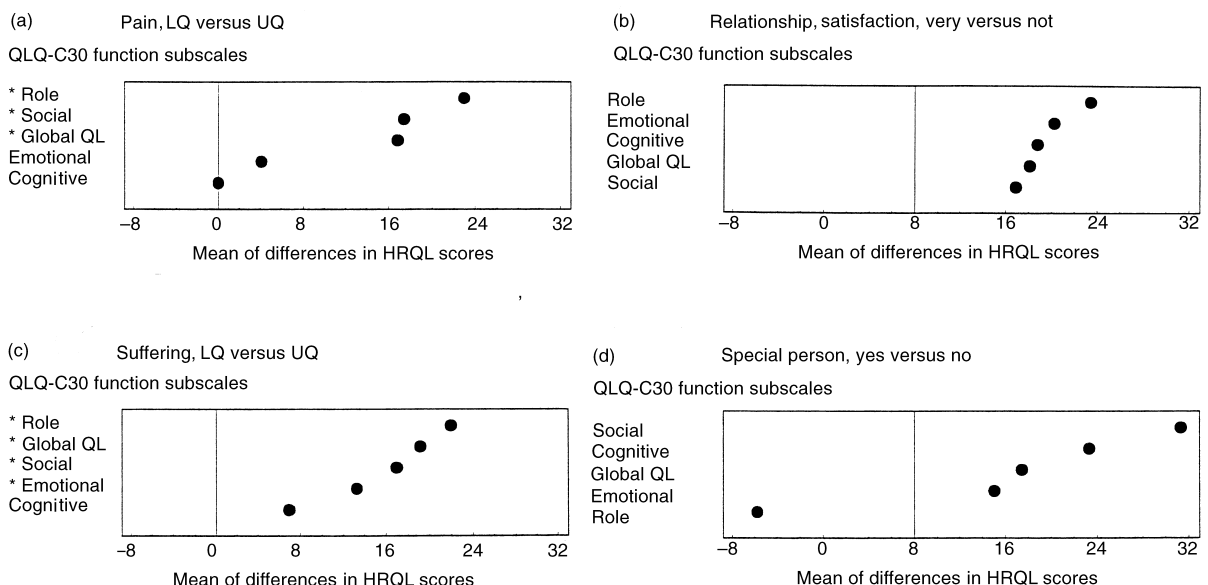 (a) Pain, LQ versus UQ
QLQ-C30 function subscales
* Role
* Social
* Global QL
Emotional
Cognitive
−8 0 8 16 24 32
Mean of differences in HRQL scores
(b) Relationship, satisfaction, very versus not
QLQ-C30 function subscales
Role
Emotional
Cognitive
Global QL
Social
−8 0 8 16 24 32
Mean of differences in HRQL scores
(c) Suffering, LQ versus UQ
QLQ-C30 function subscales
* Role
* Global QL
* Social
* Emotional
Cognitive
−8 0 8 16 24 32
Mean of differences in HRQL scores
(d) Special person, yes versus no
QLQ-C30 function subscales
Social
Cognitive
Global QL
Emotional
Role
−8 0 8 16 24 32
Mean of differences in HRQL scores